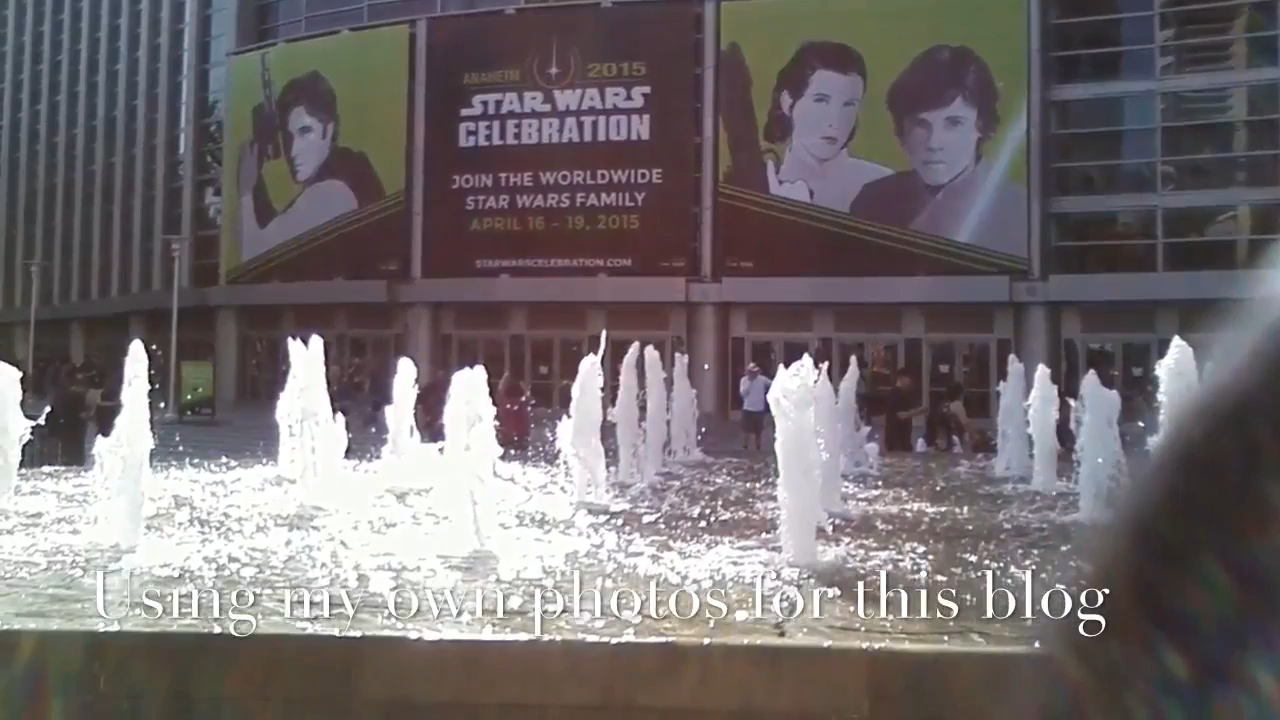 ANAHEIM 2015
STAR WARS
CELEBRATION
JOIN THE WORLDWIDE
STAR WARS FAMILY
APRIL 16 - 19, 2015
STARWARSCELEBRATION.COM
Using my own photos for this blog